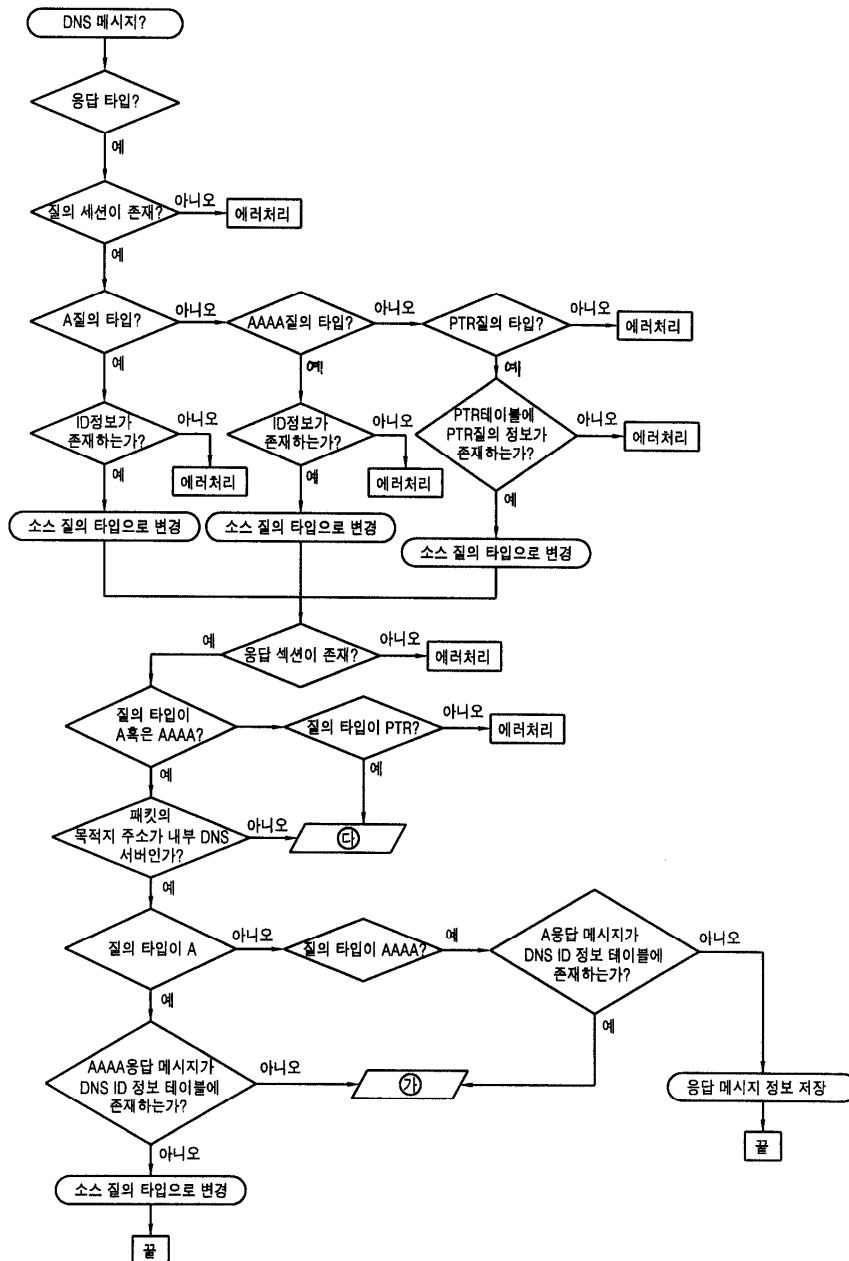 DNS 메시지?
응답 타입?
예
질의 세션이 존재?
아니오
에러처리
예
A질의 타입?
아니오
AAAA질의 타입?
아니오
PTR질의 타입?
아니오
에러처리
예
예
예
ID정보가
존재하는가?
아니오
에러처리
ID정보가
존재하는가?
아니오
에러처리
PTR테이블에
PTR질의 정보가
존재하는가?
아니오
에러처리
예
예
예
소스 질의 타입으로 변경
소스 질의 타입으로 변경
소스 질의 타입으로 변경
응답 섹션이 존재?
예
아니오
에러처리
질의 타입이
A혹은 AAAA?
질의 타입이 PTR?
아니오
에러처리
예
예
패킷의
목적지 주소가 내부 DNS
서버인가?
아니오
다
예
질의 타입이 A
아니오
질의 타입이 AAAA?
예
A응답 메시지가
DNS ID 정보 테이블에
존재하는가?
아니오
예
예
AAAA응답 메시지가
DNS ID 정보 테이블에
존재하는가?
아니오
가
응답 메시지 정보 저장
끝
아니오
소스 질의 타입으로 변경
끝